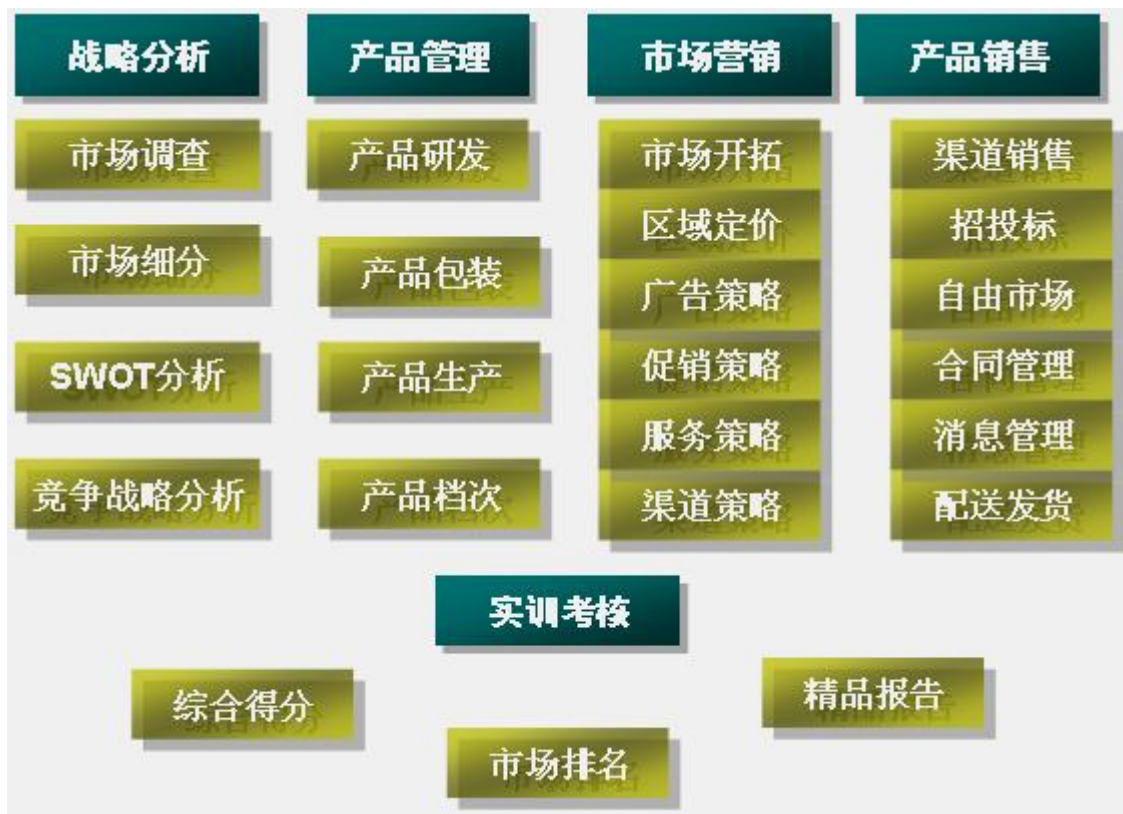 战略分析
市场调查
市场细分
SWOT分析
竞争战略分析
产品管理
产品研发
产品包装
产品生产
产品档次
市场营销
市场开拓
区域定价
广告策略
促销策略
服务策略
渠道策略
产品销售
渠道销售
招投标
自由市场
合同管理
消息管理
配送发货
实训考核
综合得分
市场排名
精品报告